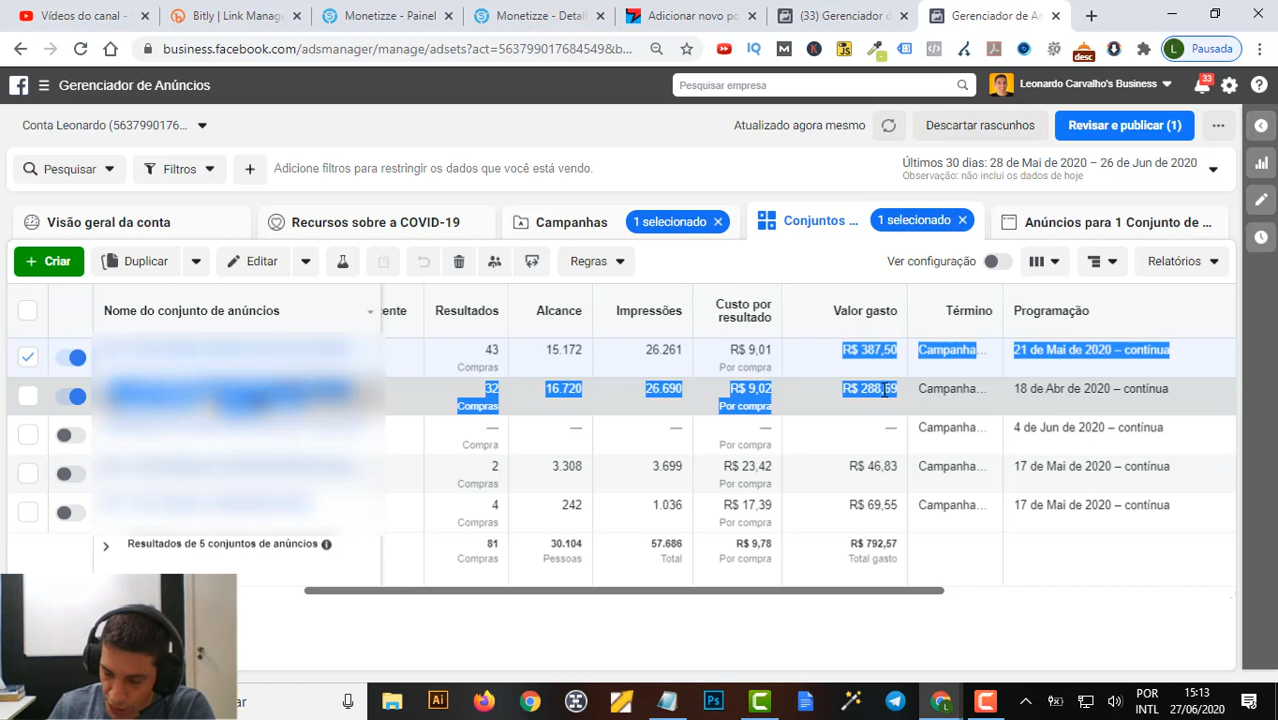 Vídeos do canal -
Bitly | Link Manage
Monetizze - Painel
Monetizze - Detal
Adicionar novo po
(33) Gerenciador d
Gerenciador de An
business.facebook.com/adsmanager/manage/adsets?act=563799017684549&b...
IQ
M
K
JS
desc
L
Pausada
Gerenciador de Anúncios
Pesquisar empresa
Leonardo Carvalho's Business
33
Conta Leonardo (5637990176...
Atualizado agora mesmo
Descartar rascunhos
Revisar e publicar (1)
Pesquisar
Filtros
Adicione filtros para restringir os dados que você está vendo.
Últimos 30 dias: 28 de Mai de 2020 – 26 de Jun de 2020
Observação: não inclui os dados de hoje
Visão geral da conta
Recursos sobre a COVID-19
Campanhas
1 selecionado
Conjuntos ...
1 selecionado
Anúncios para 1 Conjunto de ...
+ Criar
Duplicar
Editar
Regras
Ver configuração
Relatórios
Nome do conjunto de anúncios
ente
Resultados
Alcance
Impressões
Custo por resultado
Valor gasto
Término
Programação
43 15.172 26.261 R$ 9,01 R$ 387,50 Campanha... 21 de Mai de 2020 – contínua
Compras Por compra
32 16.720 26.690 R$ 9,02 R$ 288,69 Campanha... 18 de Abr de 2020 – contínua
Compras Por compra
— — — — — Campanha... 4 de Jun de 2020 – contínua
Compra Por compra
2 3.308 3.699 R$ 23,42 R$ 46,83 Campanha... 17 de Mai de 2020 – contínua
Compras Por compra
4 242 1.036 R$ 17,39 R$ 69,55 Campanha... 17 de Mai de 2020 – contínua
Compras Por compra
Resultados de 5 conjuntos de anúncios 81 30.104 57.686 R$ 9,78 R$ 792,57
Compras Pessoas Total Por compra Total gasto
isar
Ai
Ps
POR
INTL
15:13
27/06/2020